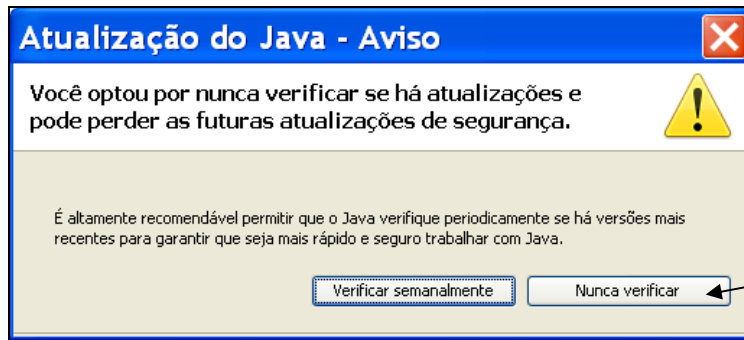 Atualização do Java - Aviso
Você optou por nunca verificar se há atualizações e
pode perder as futuras atualizações de segurança.
É altamente recomendável permitir que o Java verifique periodicamente se há versões mais
recentes para garantir que seja mais rápido e seguro trabalhar com Java.
Verificar semanalmente Nunca verificar